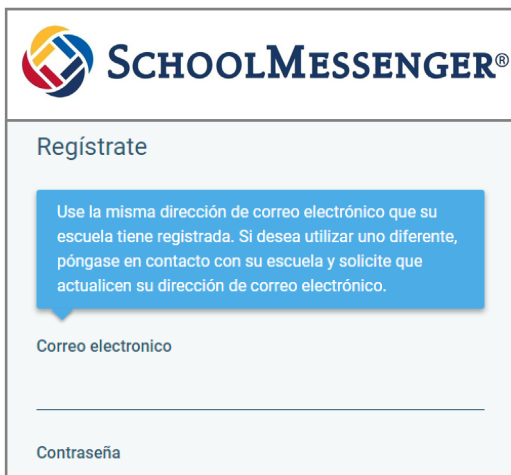 SCHOOLMESSENGER®
Regístrate
Use la misma dirección de correo electrónico que su
escuela tiene registrada. Si desea utilizar uno diferente,
póngase en contacto con su escuela y solicite que
actualicen su dirección de correo electrónico.
Correo electronico
Contraseña